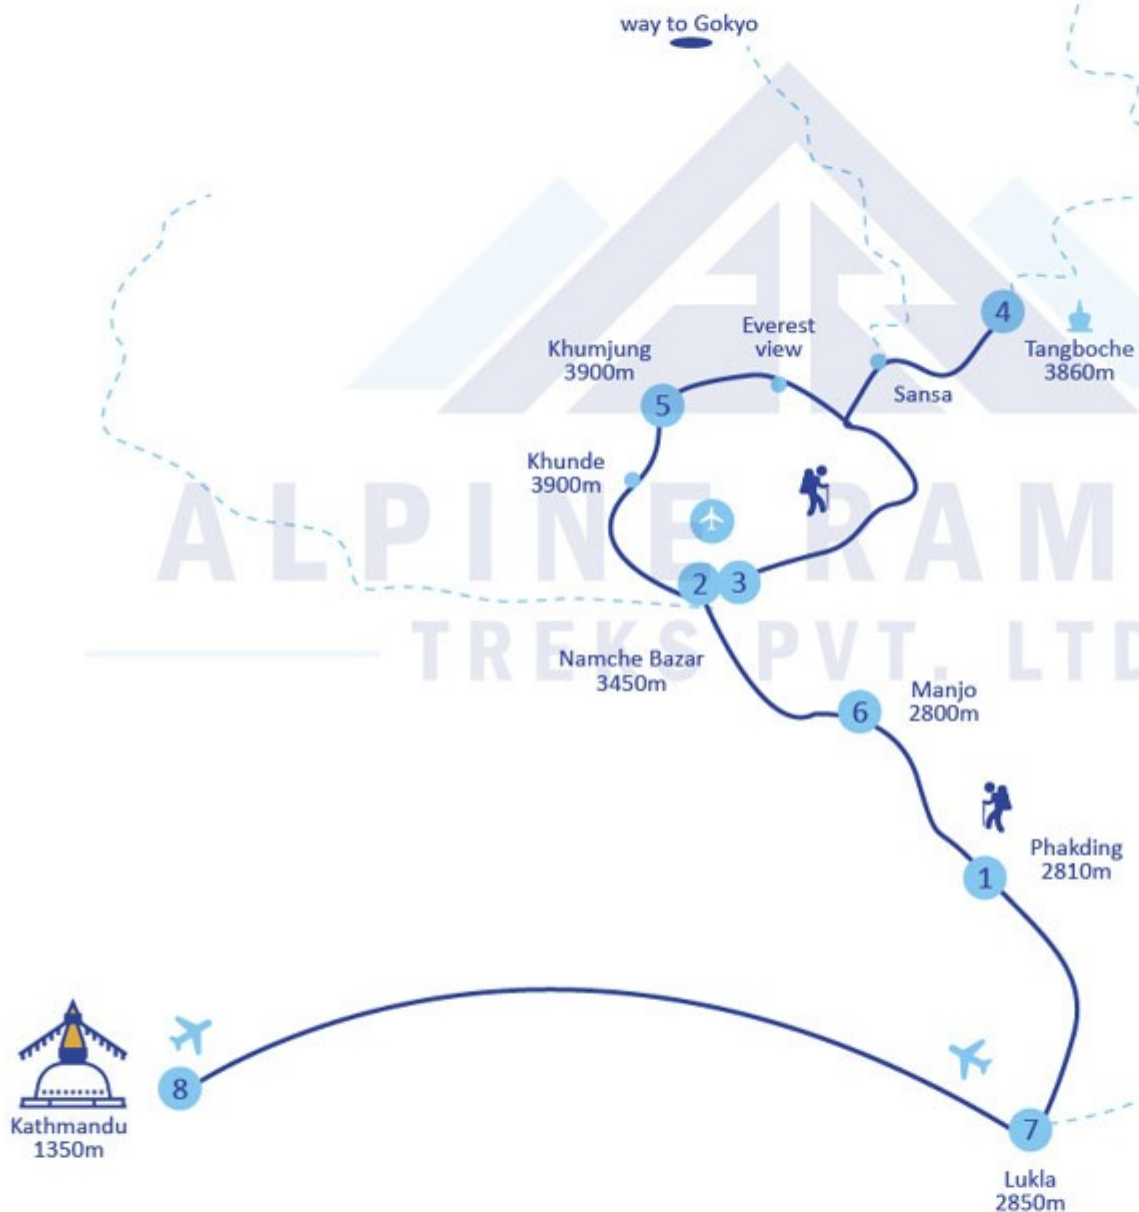 way to Gokyo
4
Everest
view
Tangboche
3860m
Khumjung
3900m
Sansa
5
Khunde
3900m
ALPINE RAM
2
3
TREKS PVT. LTD
Namche Bazar
3450m
Manjo
2800m
6
Phakding
2810m
1
8
Kathmandu
1350m
7
Lukla
2850m